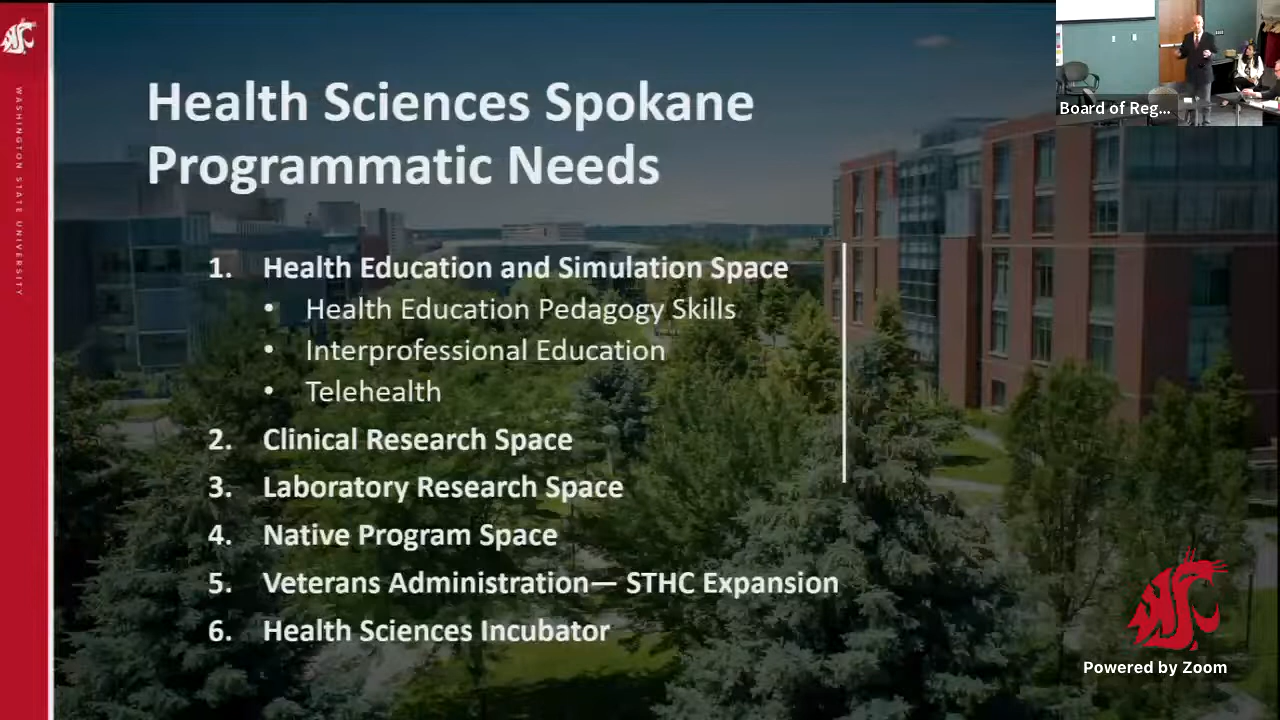 WASHINGTON STATE UNIVERSITY
Health Sciences Spokane
Programmatic Needs
1. Health Education and Simulation Space
• Health Education Pedagogy Skills
• Interprofessional Education
• Telehealth
2. Clinical Research Space
3. Laboratory Research Space
4. Native Program Space
5. Veterans Administration— STHC Expansion
6. Health Sciences Incubator
Board of Reg...
Powered by Zoom